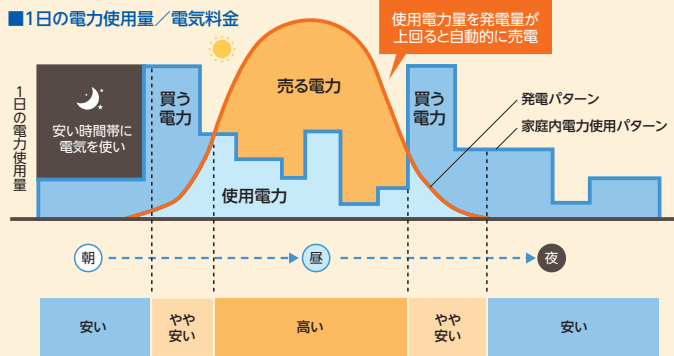 ■1日の電力使用量／電気料金
使用電力量を発電量が
上回ると自動的に売電
1日の電力使用量
安い時間帯に
電気を使い
買う
電力
売る電力
買う
電力
発電パターン
家庭内電力使用パターン
使用電力
朝
昼
夜
安い
やや
安い
高い
やや
安い
安い